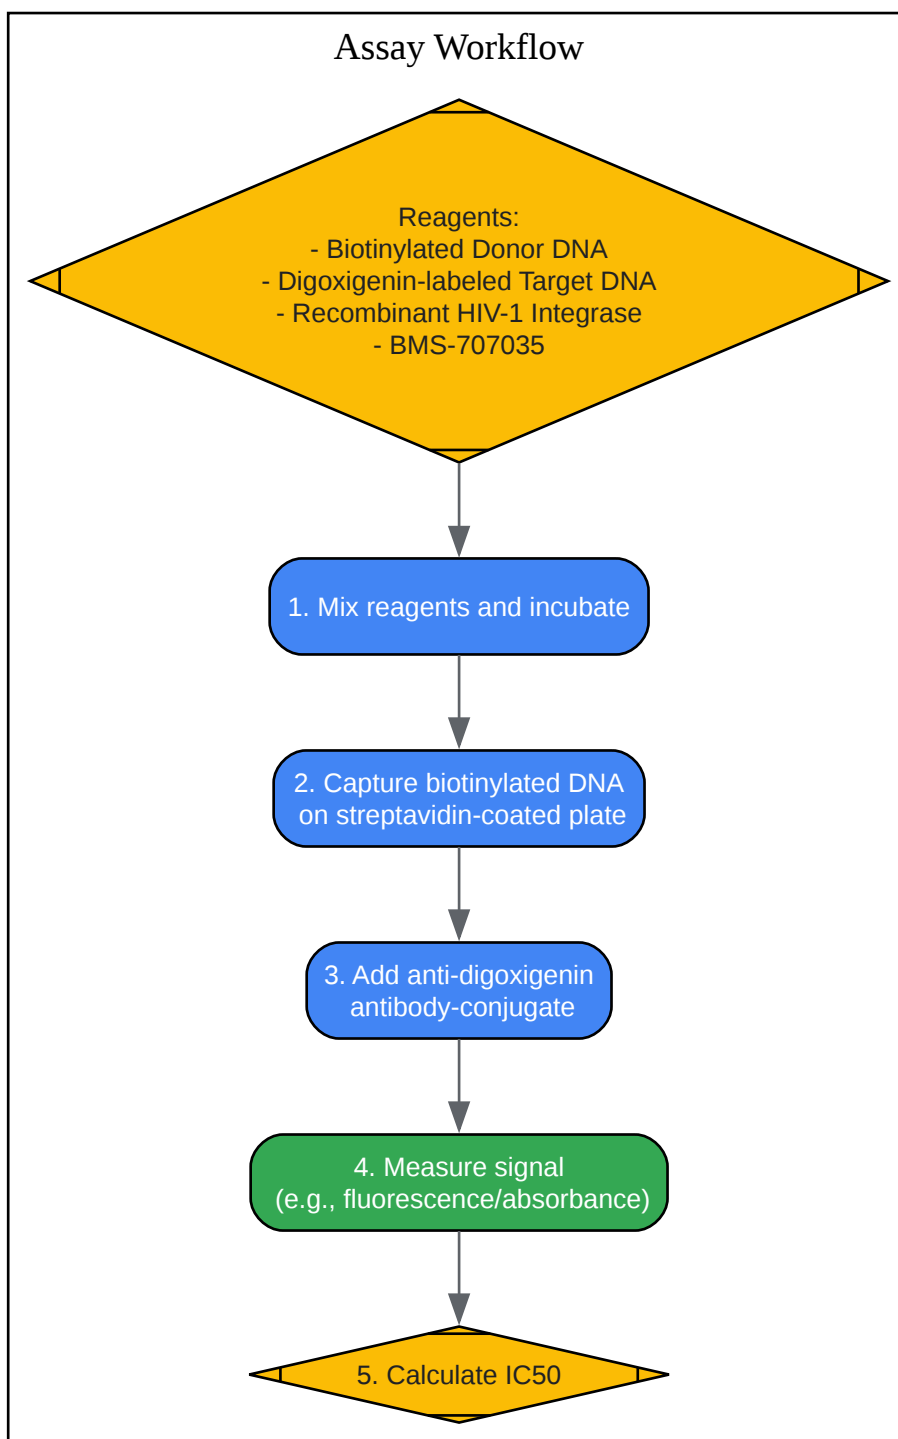 Assay Workflow
Reagents:
- Biotinylated Donor DNA
- Digoxigenin-labeled Target DNA
- Recombinant HIV-1 Integrase
- BMS-707035
1. Mix reagents and incubate
2. Capture biotinylated DNA
on streptavidin-coated plate
3. Add anti-digoxigenin
antibody-conjugate
4. Measure signal
(e.g., fluorescence/absorbance)
5. Calculate IC50